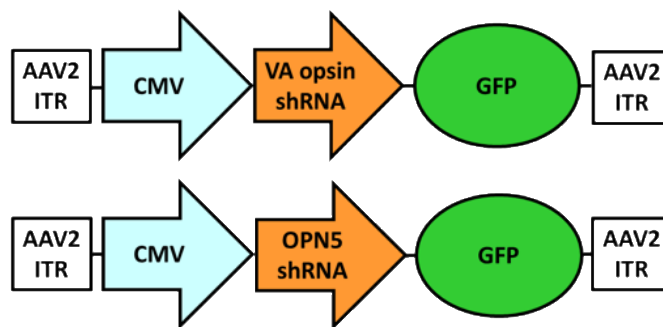 AAV2
ITR
CMV
VA opsin
shRNA
GFP
AAV2
ITR
AAV2
ITR
CMV
OPN5
shRNA
GFP
AAV2
ITR